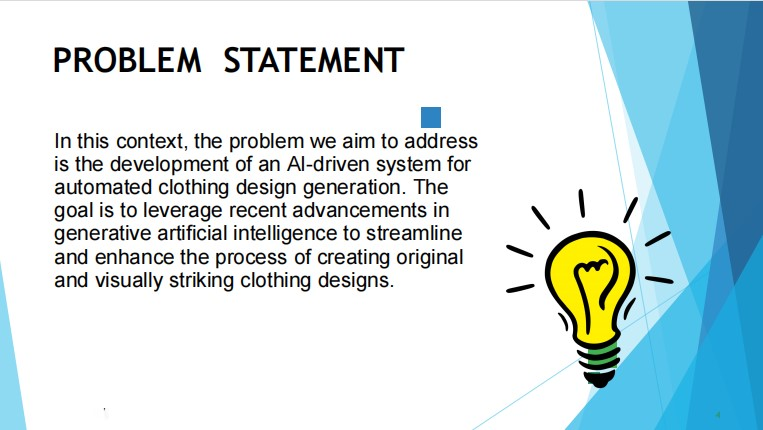 PROBLEM STATEMENT
In this context, the problem we aim to address
is the development of an AI-driven system for
automated clothing design generation. The
goal is to leverage recent advancements in
generative artificial intelligence to streamline
and enhance the process of creating original
and visually striking clothing designs.
4